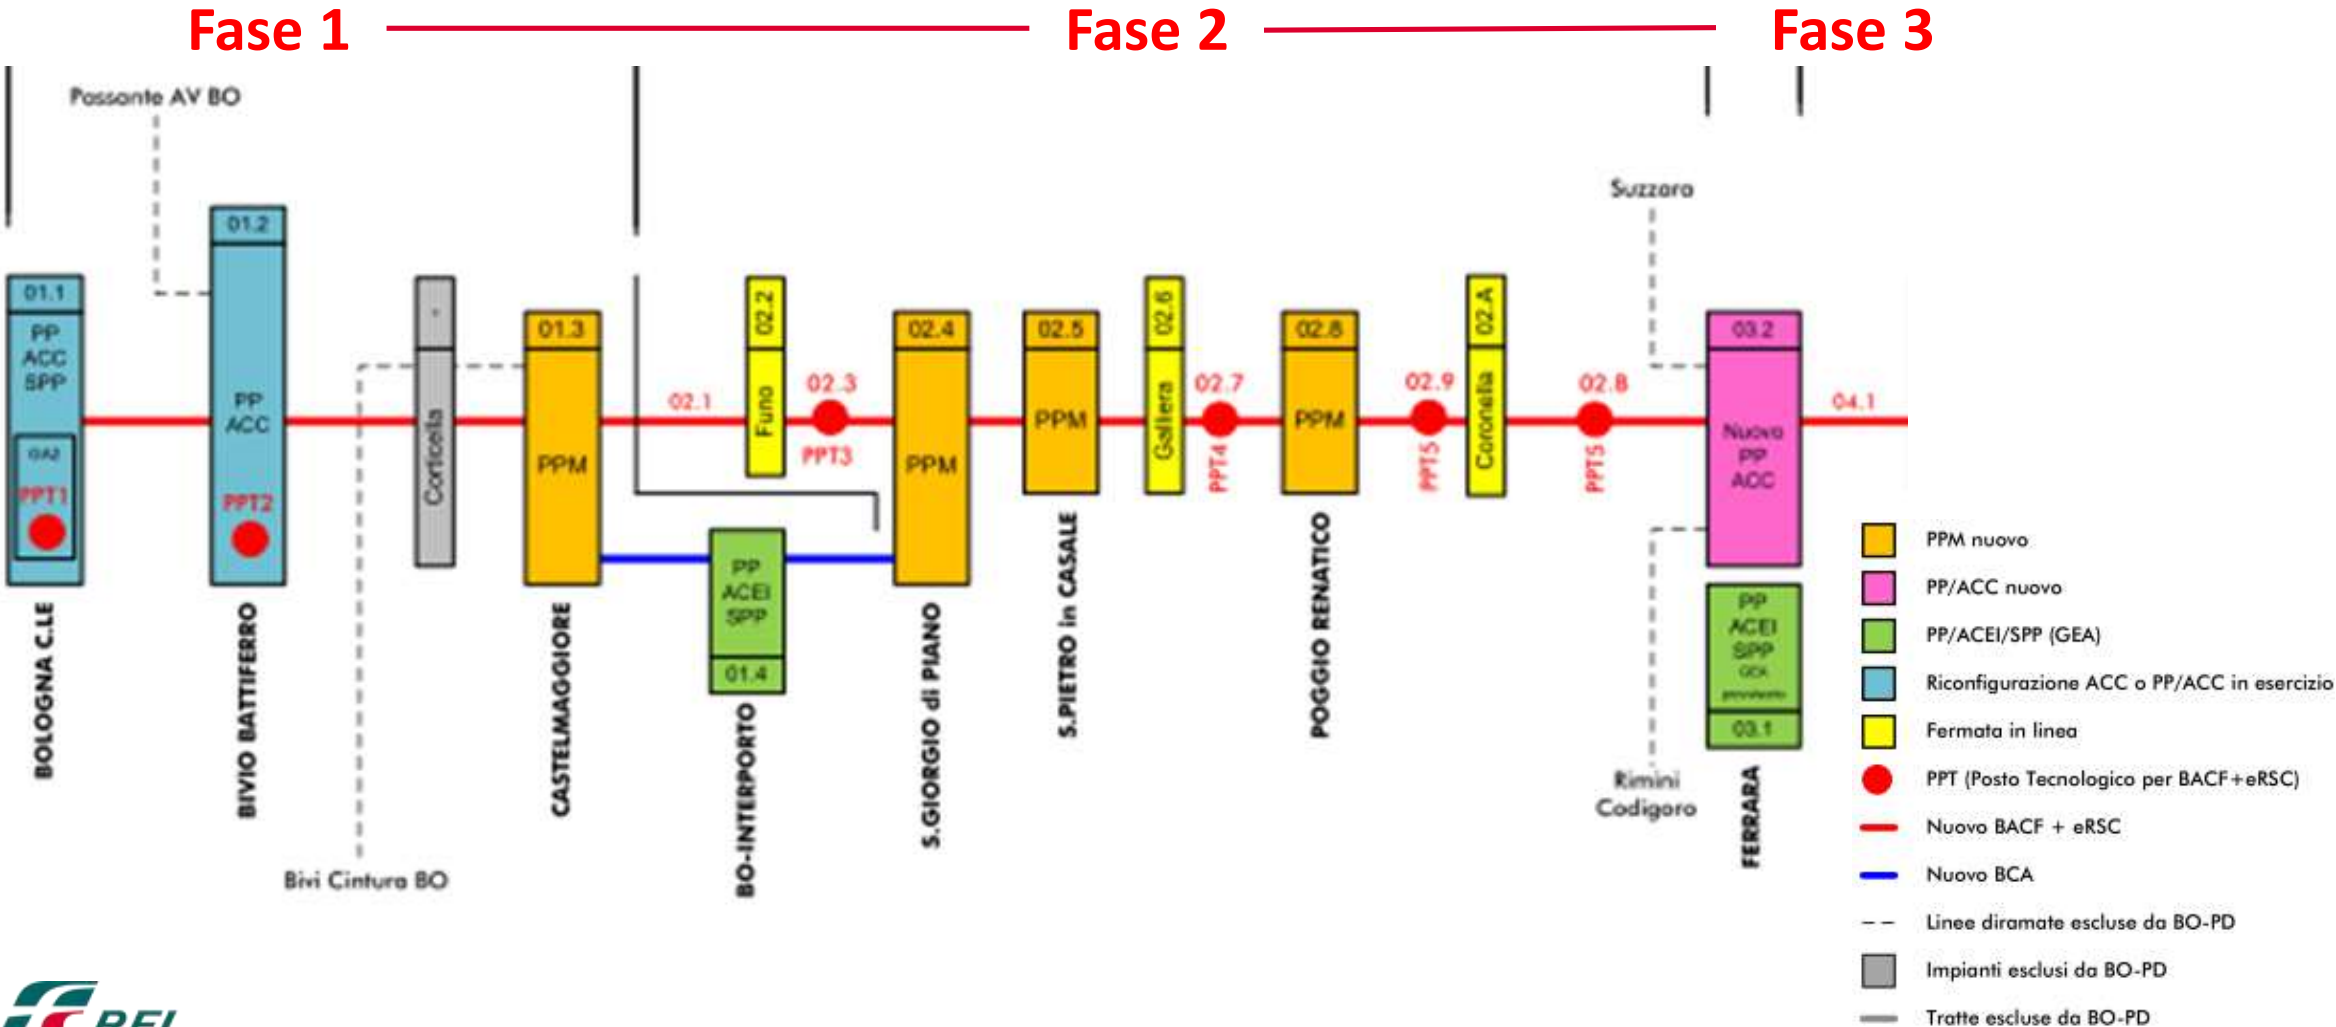 Fase 1
Fase 2
Fase 3
Passante AV BO
Suzzara
01.1
PP
ACC
SPP
GA2
PPT1
BOLOGNA C.LE
01.2
PP
ACC
PPT2
BIVIO BATTIFERRO
Corticella
Bivi Cintura BO
01.3
PPM
CASTELMAGGIORE
02.1
02.2
Funo
02.3
PPT3
PP
ACEI
SPP
01.4
BO-INTERPORTO
02.4
PPM
S.GIORGIO di PIANO
02.5
PPM
S.PIETRO in CASALE
02.6
Galliera
02.7
PPT4
02.8
PPM
POGGIO RENATICO
02.9
PPT5
02.A
Coronella
02.8
PPT5
03.2
Nuovo
PP
ACC
04.1
PP
ACEI
SPP
GEA
03.1
FERRARA
Rimini
Codigoro
PPM nuovo
PP/ACC nuovo
PP/ACEI/SPP (GEA)
Riconfigurazione ACC o PP/ACC in esercizio
Fermata in linea
PPT (Posto Tecnologico per BACF+eRSC)
Nuovo BACF + eRSC
Nuovo BCA
Linee diramate escluse da BO-PD
Impianti esclusi da BO-PD
Tratte escluse da BO-PD
RFI